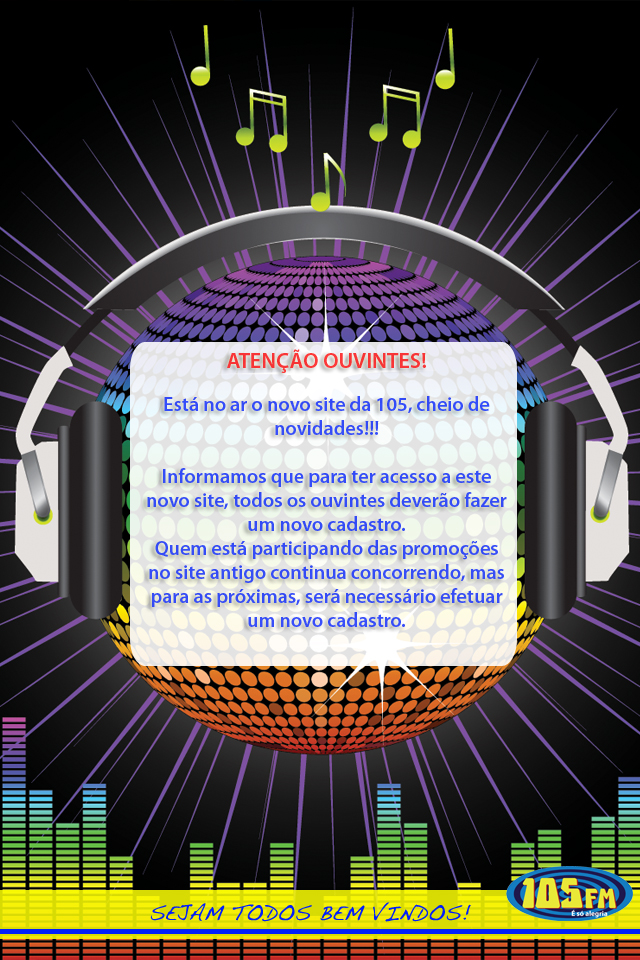 ATENÇÃO OUVINTES!
Está no ar o novo site da 105, cheio de
novidades!!!
Informamos que para ter acesso a este
novo site, todos os ouvintes deverão fazer
um novo cadastro.
Quem está participando das promoções
no site antigo continua concorrendo, mas
para as próximas, será necessário efetuar
um novo cadastro.
SEJAM TODOS BEM VINDOS!
105 FM
É só alegria